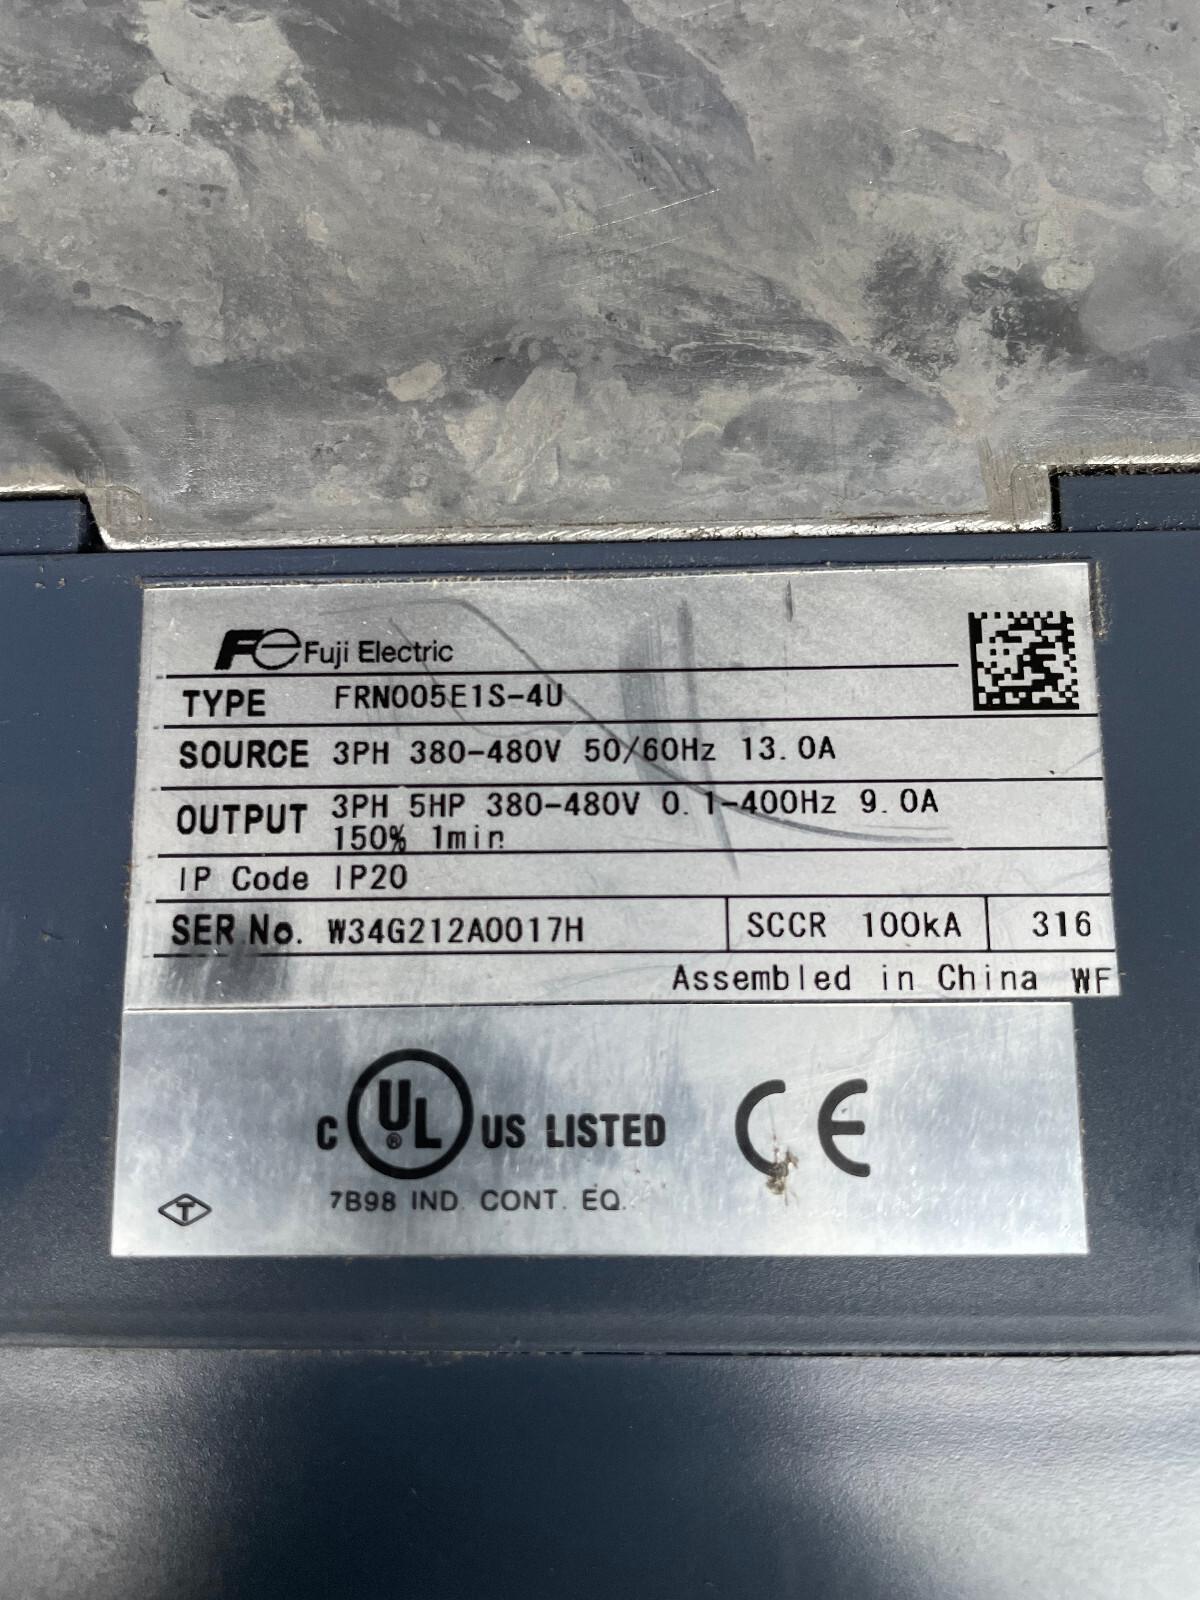 Fe Fuji Electric
TYPE FRN005E1S-4U
SOURCE 3PH 380-480V 50/60Hz 13.0A
OUTPUT 3PH 5HP 380-480V 0.1-400Hz 9.0A
150% 1min
IP Code IP20
SER No. W34G212A0017H SCCR 100kA 316
Assembled in China WF
C UL® US LISTED CE
7B98 IND. CONT. EQ.
T